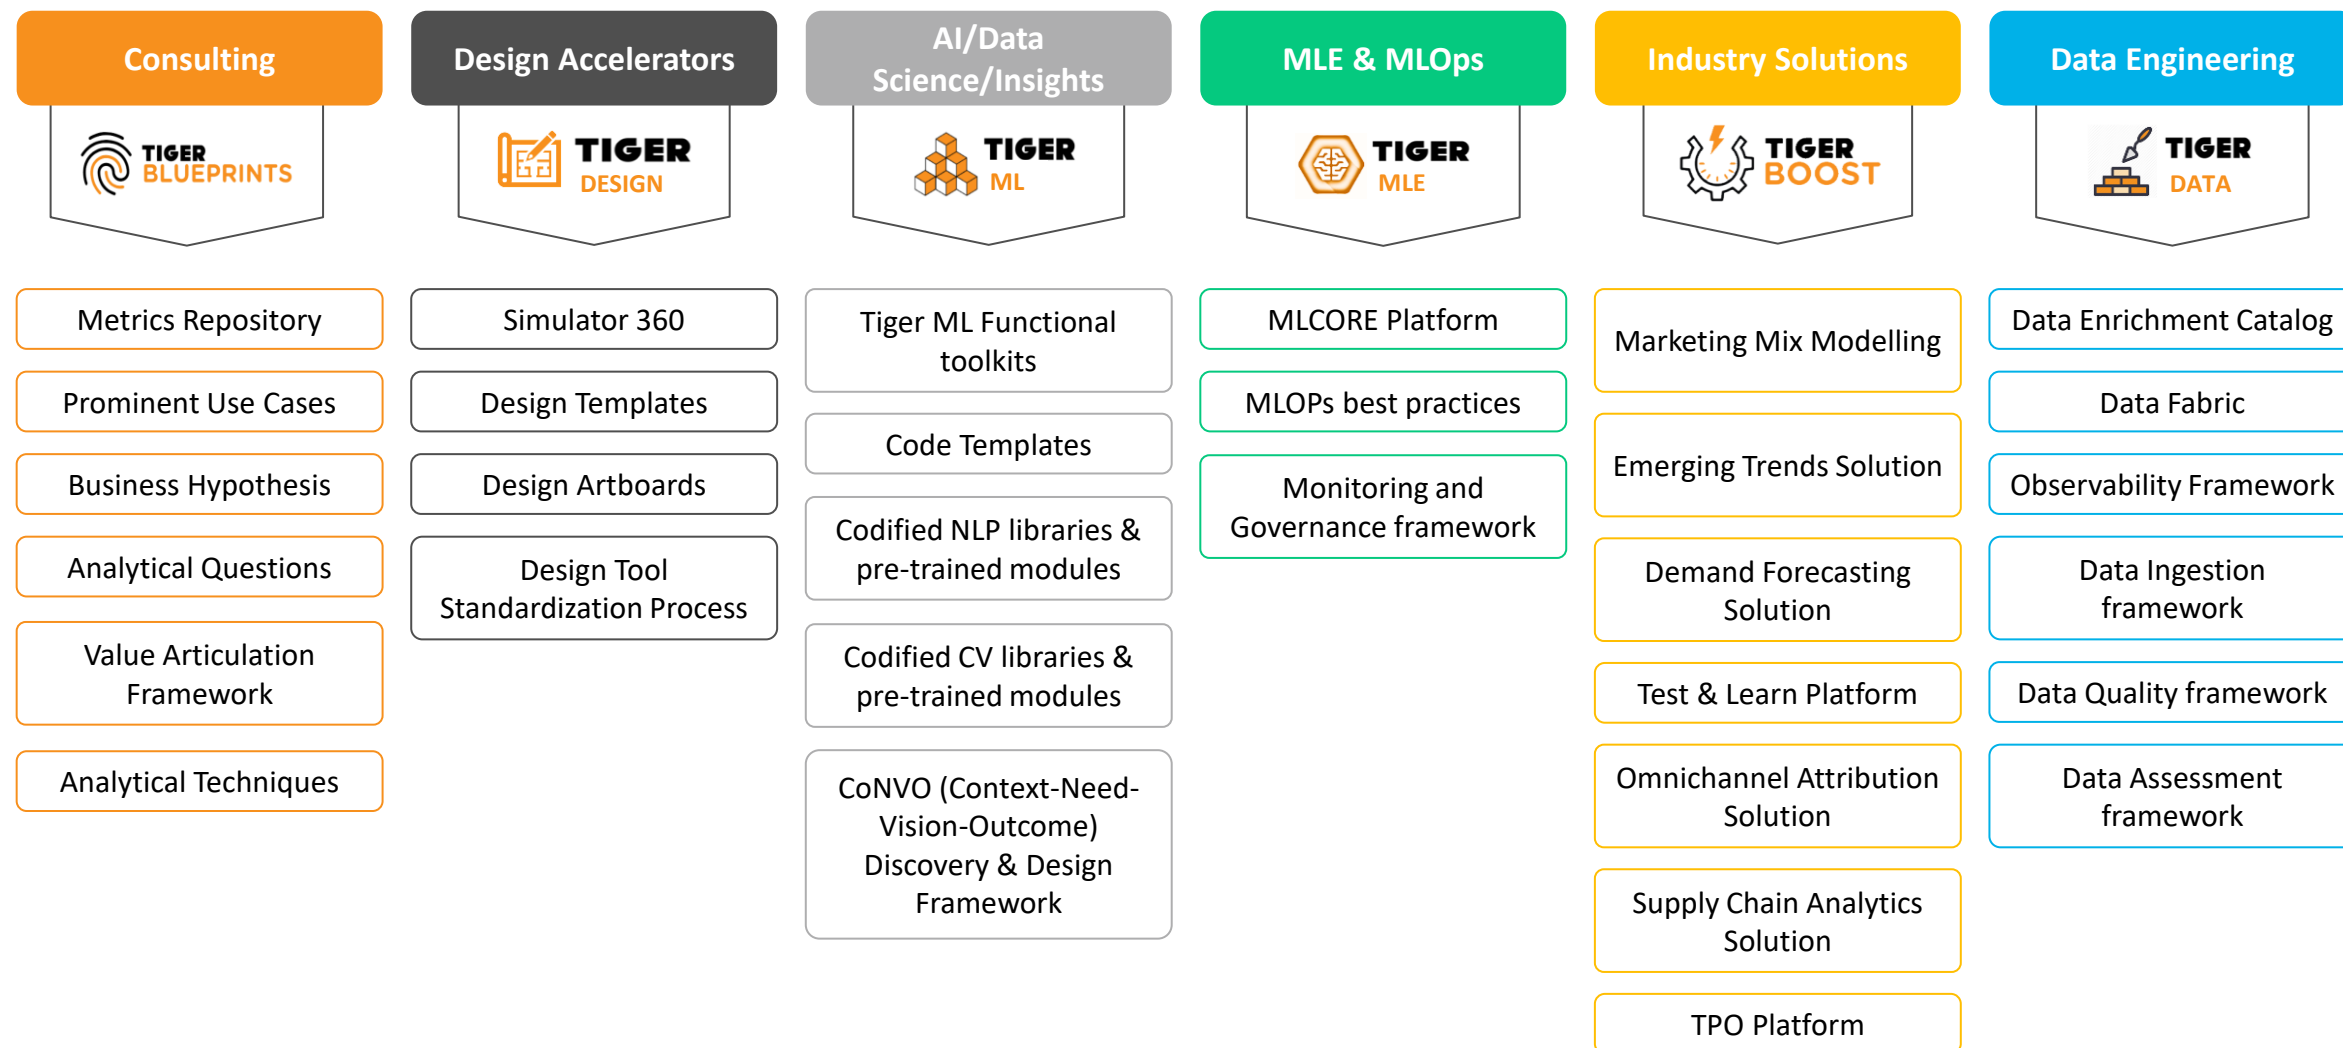 Consulting
TIGER
BLUEPRINTS
Metrics Repository
Prominent Use Cases
Business Hypothesis
Analytical Questions
Value Articulation
Framework
Analytical Techniques
Design Accelerators
TIGER
DESIGN
Simulator 360
Design Templates
Design Artboards
Design Tool
Standardization Process
AI/Data
Science/Insights
TIGER
ML
Tiger ML Functional
toolkits
Code Templates
Codified NLP libraries &
pre-trained modules
Codified CV libraries &
pre-trained modules
CoNVO (Context-Need-
Vision-Outcome)
Discovery & Design
Framework
MLE & MLOps
TIGER
MLE
MLCORE Platform
MLOPs best practices
Monitoring and
Governance framework
Industry Solutions
TIGER
BOOST
Marketing Mix Modelling
Emerging Trends Solution
Demand Forecasting
Solution
Test & Learn Platform
Omnichannel Attribution
Solution
Supply Chain Analytics
Solution
TPO Platform
Data Engineering
TIGER
DATA
Data Enrichment Catalog
Data Fabric
Observability Framework
Data Ingestion
framework
Data Quality framework
Data Assessment
framework